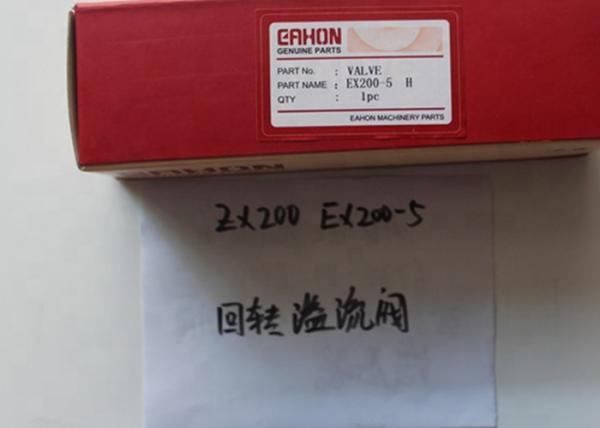 EAHON
GENUINE PARTS
PART No. : VALVE
PART NAME : EX200-5 H
QTY : 1pc
EAHON MACHINERY PARTS
EAHON
ZX200 EX200-5
回转溢流阀